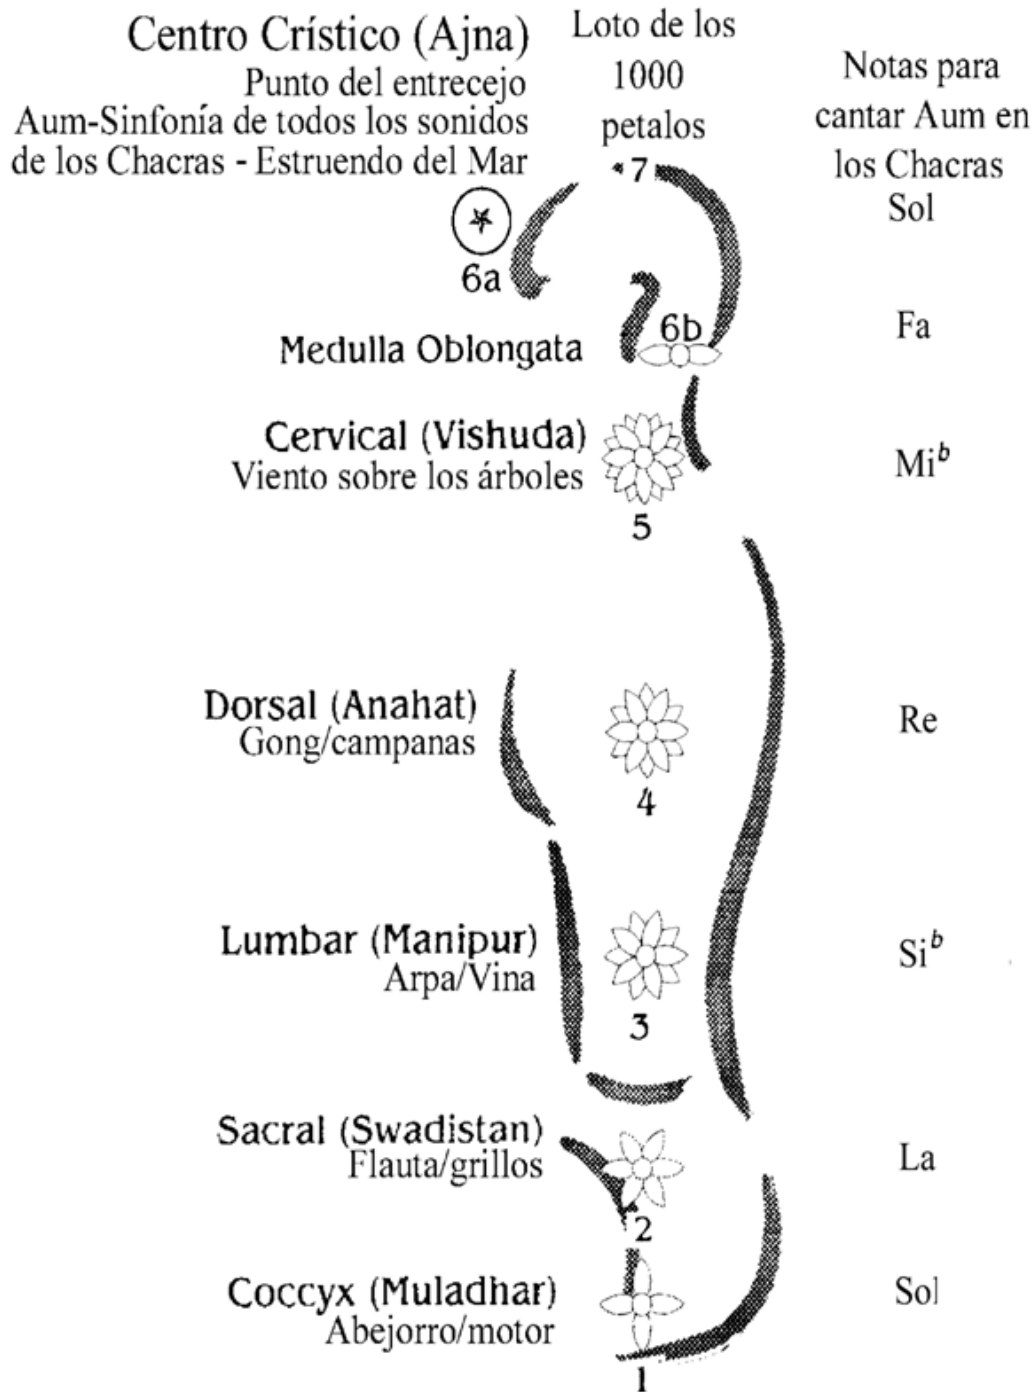 Centro Crístico (Ajna)
Punto del entrecejo
Aum-Sinfonía de todos los sonidos
de los Chacras - Estruendo del Mar
Loto de los
1000
petalos
Notas para
cantar Aum en
los Chacras
7
Sol
6a
6b
Fa
Medulla Oblongata
Cervical (Vishuda)
Viento sobre los árboles
Mi♭
5
Dorsal (Anahat)
Gong/campanas
Re
4
Lumbar (Manipur)
Arpa/Vina
Si♭
3
Sacral (Swadistan)
Flauta/grillos
La
2
Coccyx (Muladhar)
Abejorro/motor
Sol
1